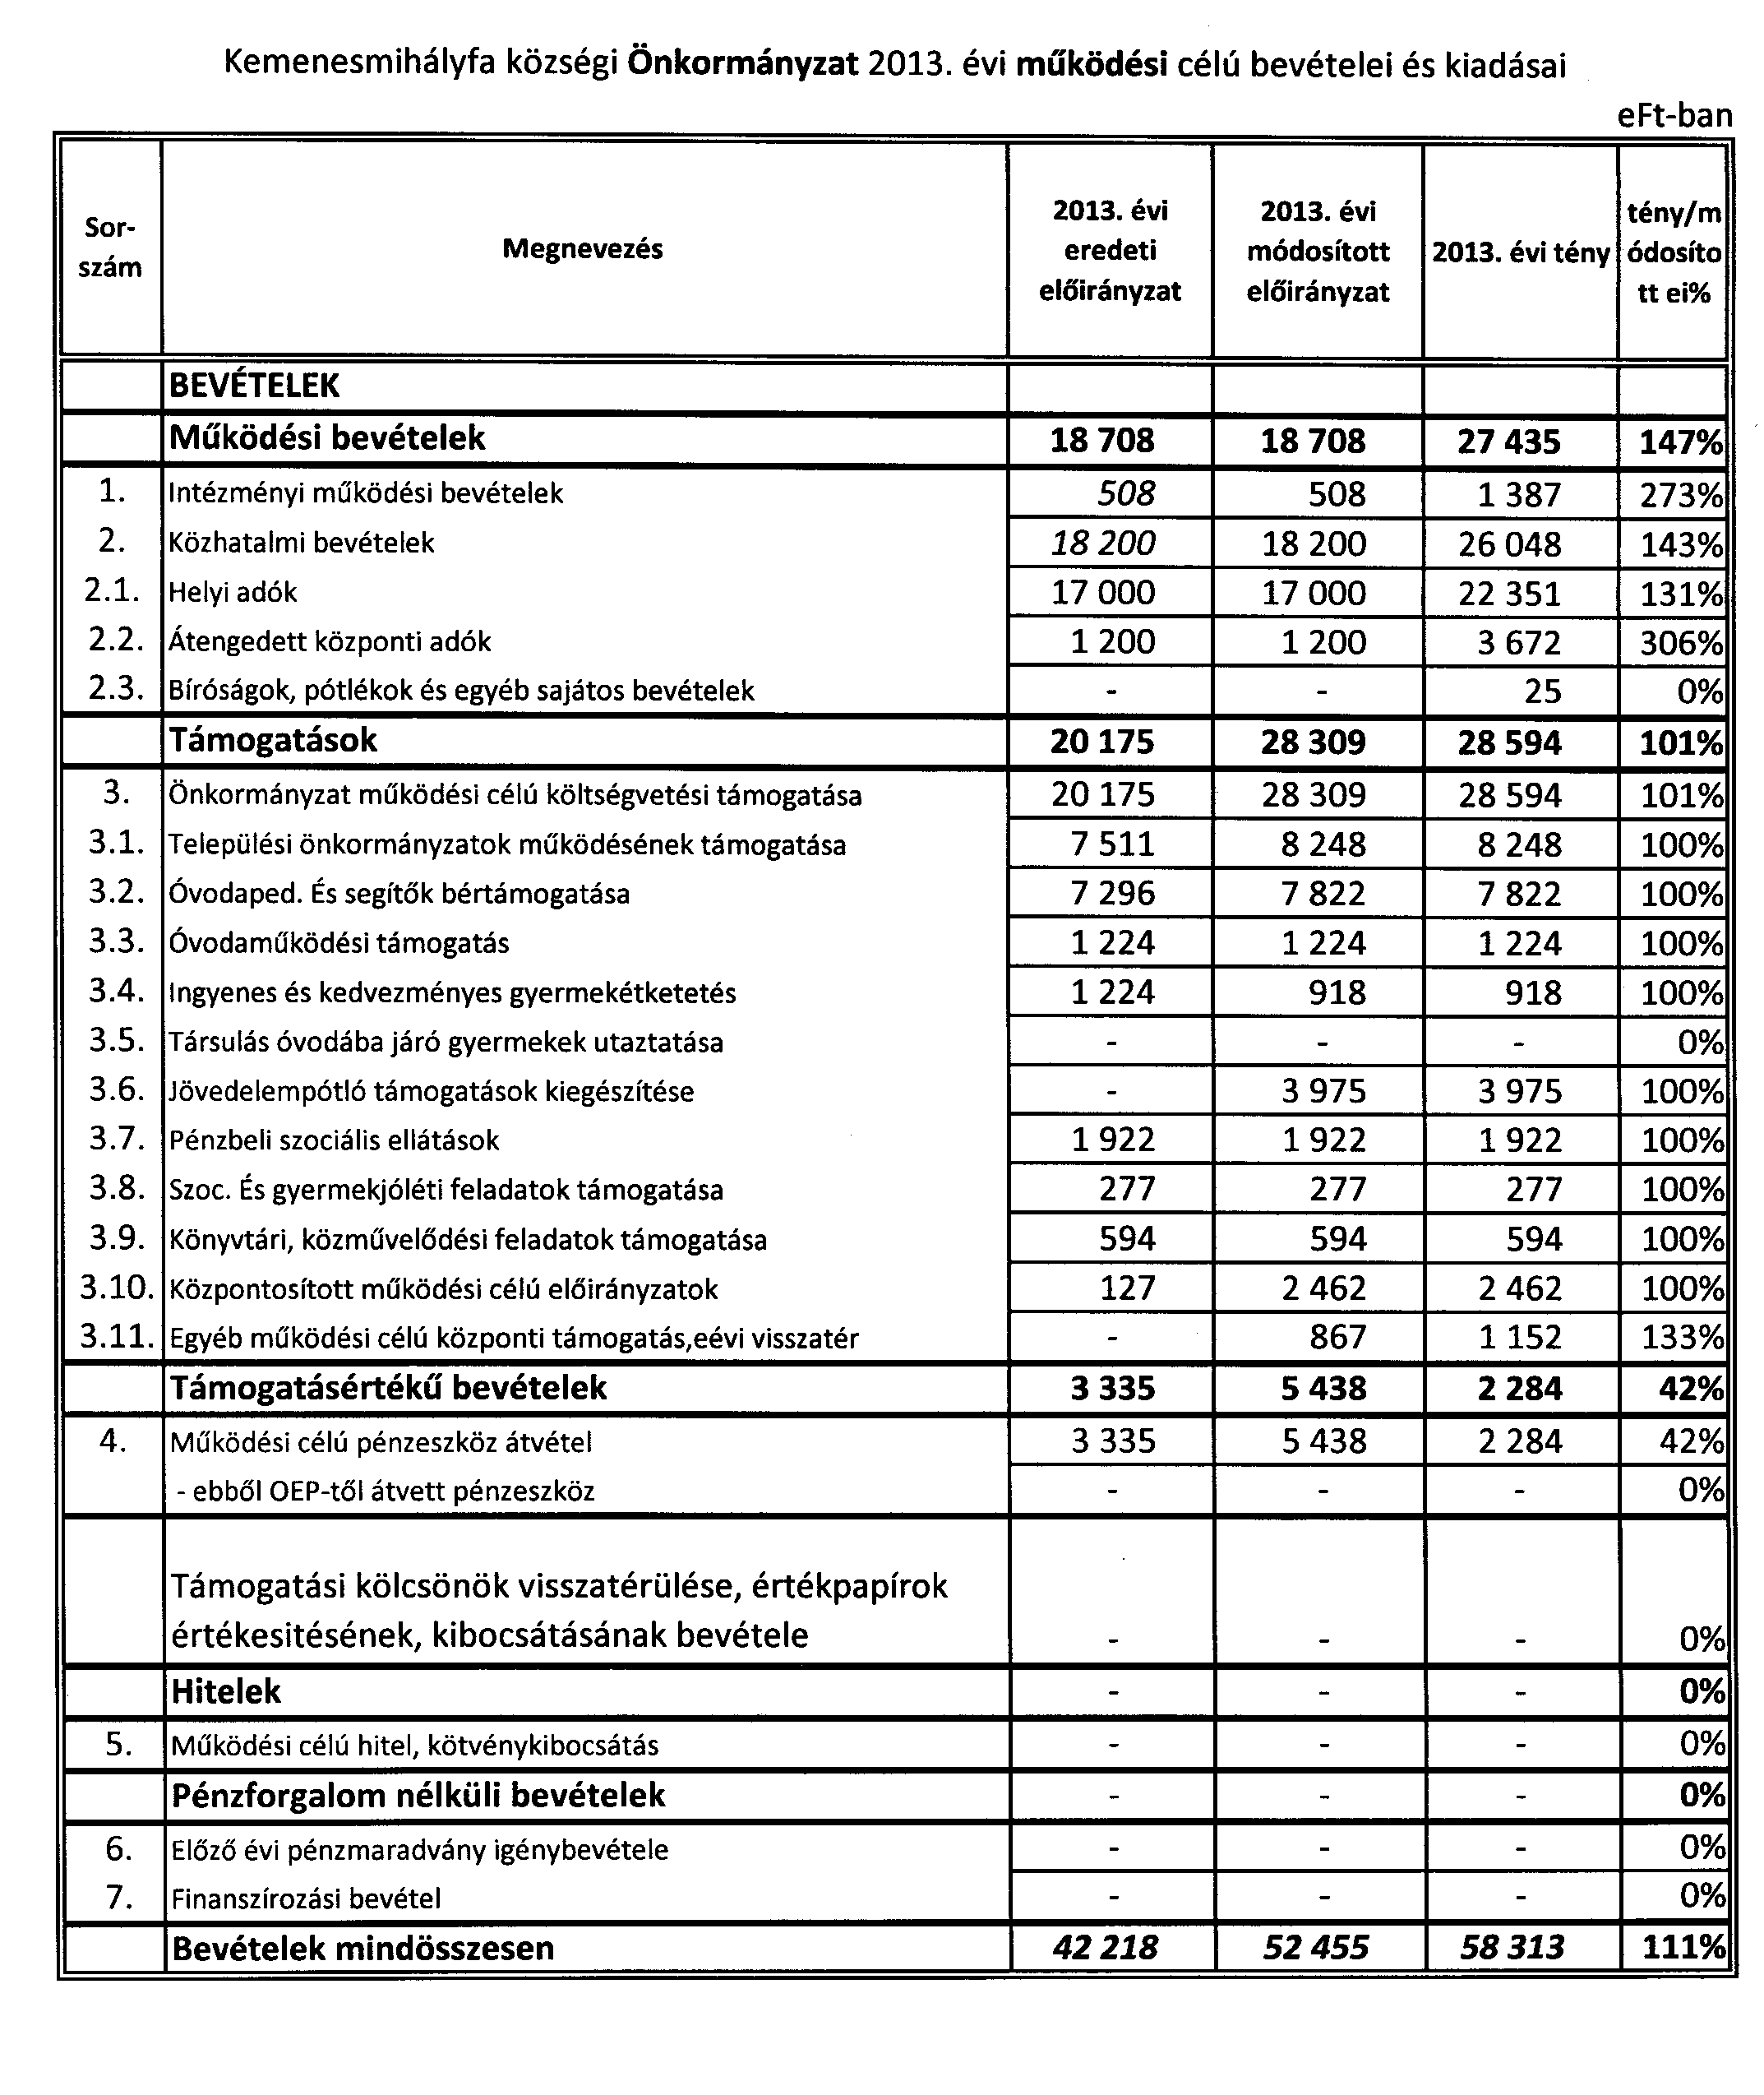 Kemenesmihályfa községi Önkormányzat 2013. évi működési célú bevételei és kiadásai
eFt-ban
Sor-szám Megnevezés 2013. évi eredeti előirányzat 2013. évi módosított előirányzat 2013. évi tény tény/módosított ei%
BEVÉTELEK
Működési bevételek 18 708 18 708 27 435 147%
1. Intézményi működési bevételek 508 508 1 387 273%
2. Közhatalmi bevételek 18 200 18 200 26 048 143%
2.1. Helyi adók 17 000 17 000 22 351 131%
2.2. Átengedett központi adók 1 200 1 200 3 672 306%
2.3. Bíróságok, pótlékok és egyéb sajátos bevételek - - 25 0%
Támogatások 20 175 28 309 28 594 101%
3. Önkormányzat működési célú költségvetési támogatása 20 175 28 309 28 594 101%
3.1. Települési önkormányzatok működésének támogatása 7 511 8 248 8 248 100%
3.2. Óvodaped. És segítők bértámogatása 7 296 7 822 7 822 100%
3.3. Óvodaműködési támogatás 1 224 1 224 1 224 100%
3.4. Ingyenes és kedvezményes gyermekétketetés 1 224 918 918 100%
3.5. Társulás óvodába járó gyermekek utaztatása - - - 0%
3.6. Jövedelempótló támogatások kiegészítése - 3 975 3 975 100%
3.7. Pénzbeli szociális ellátások 1 922 1 922 1 922 100%
3.8. Szoc. És gyermekjóléti feladatok támogatása 277 277 277 100%
3.9. Könyvtári, közművelődési feladatok támogatása 594 594 594 100%
3.10. Központosított működési célú előirányzatok 127 2 462 2 462 100%
3.11. Egyéb működési célú központi támogatás,eévi visszatér - 867 1 152 133%
Támogatásértékű bevételek 3 335 5 438 2 284 42%
4. Működési célú pénzeszköz átvétel 3 335 5 438 2 284 42%
- ebből OEP-től átvett pénzeszköz - - - 0%
Támogatási kölcsönök visszatérülése, értékpapírok
értékesitésének, kibocsátásának bevétele - - - 0%
Hitelek - - - 0%
5. Működési célú hitel, kötvénykibocsátás - - - 0%
Pénzforgalom nélküli bevételek - - - 0%
6. Előző évi pénzmaradvány igénybevétele - - - 0%
7. Finanszírozási bevétel - - - 0%
Bevételek mindösszesen 42 218 52 455 58 313 111%